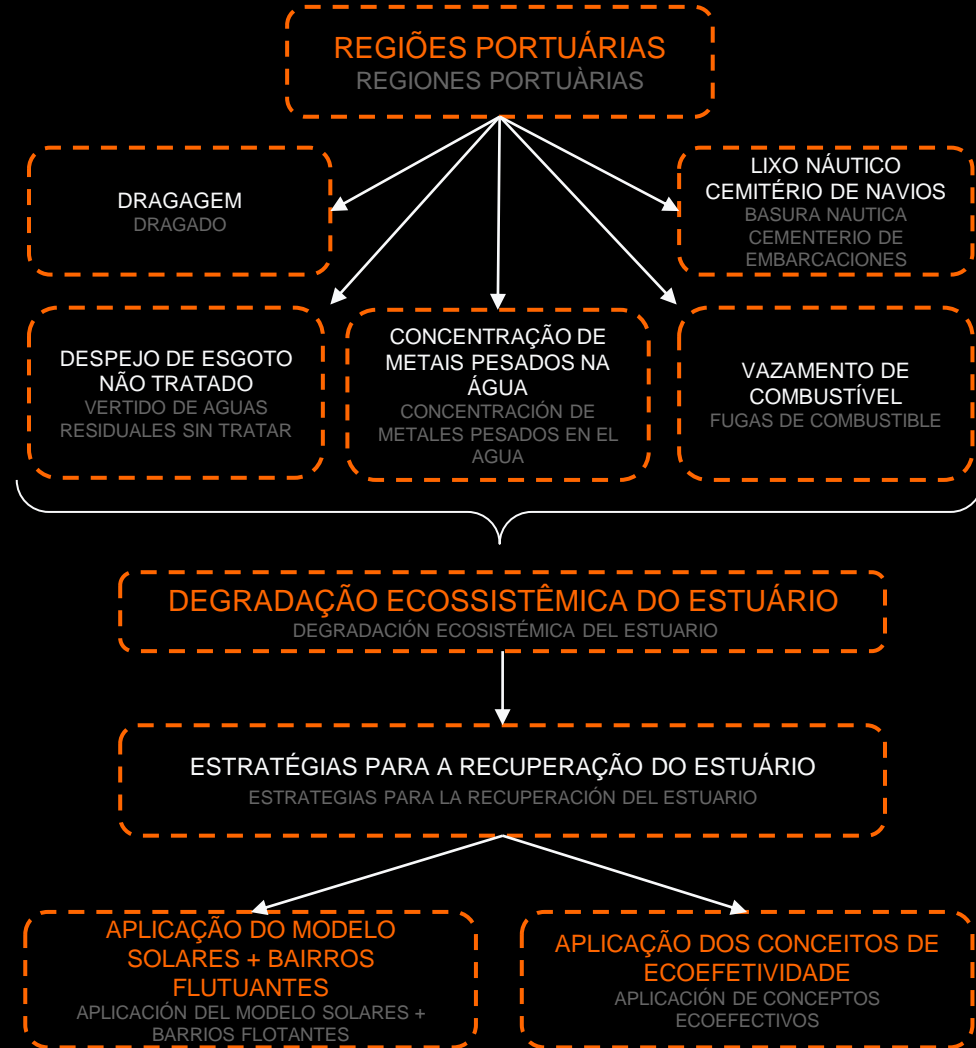 REGIÕES PORTUÁRIAS
REGIONES PORTUÀRIAS
DRAGAGEM
DRAGADO
LIXO NÁUTICO
CEMITÉRIO DE NAVIOS
BASURA NAUTICA
CEMENTERIO DE
EMBARCACIONES
DESPEJO DE ESGOTO
NÃO TRATADO
VERTIDO DE AGUAS
RESIDUALES SIN TRATAR
CONCENTRAÇÃO DE
METAIS PESADOS NA
ÁGUA
CONCENTRACIÓN DE
METALES PESADOS EN EL
AGUA
VAZAMENTO DE
COMBUSTÍVEL
FUGAS DE COMBUSTIBLE
DEGRADAÇÃO ECOSSISTÊMICA DO ESTUÁRIO
DEGRADACIÓN ECOSISTÉMICA DEL ESTUARIO
ESTRATÉGIAS PARA A RECUPERAÇÃO DO ESTUÁRIO
ESTRATEGIAS PARA LA RECUPERACIÓN DEL ESTUARIO
APLICAÇÃO DO MODELO
SOLARES + BAIRROS
FLUTUANTES
APLICACIÓN DEL MODELO SOLARES +
BARRIOS FLOTANTES
APLICAÇÃO DOS CONCEITOS DE
ECOEFETIVIDADE
APLICACIÓN DE CONCEPTOS
ECOEFECTIVOS